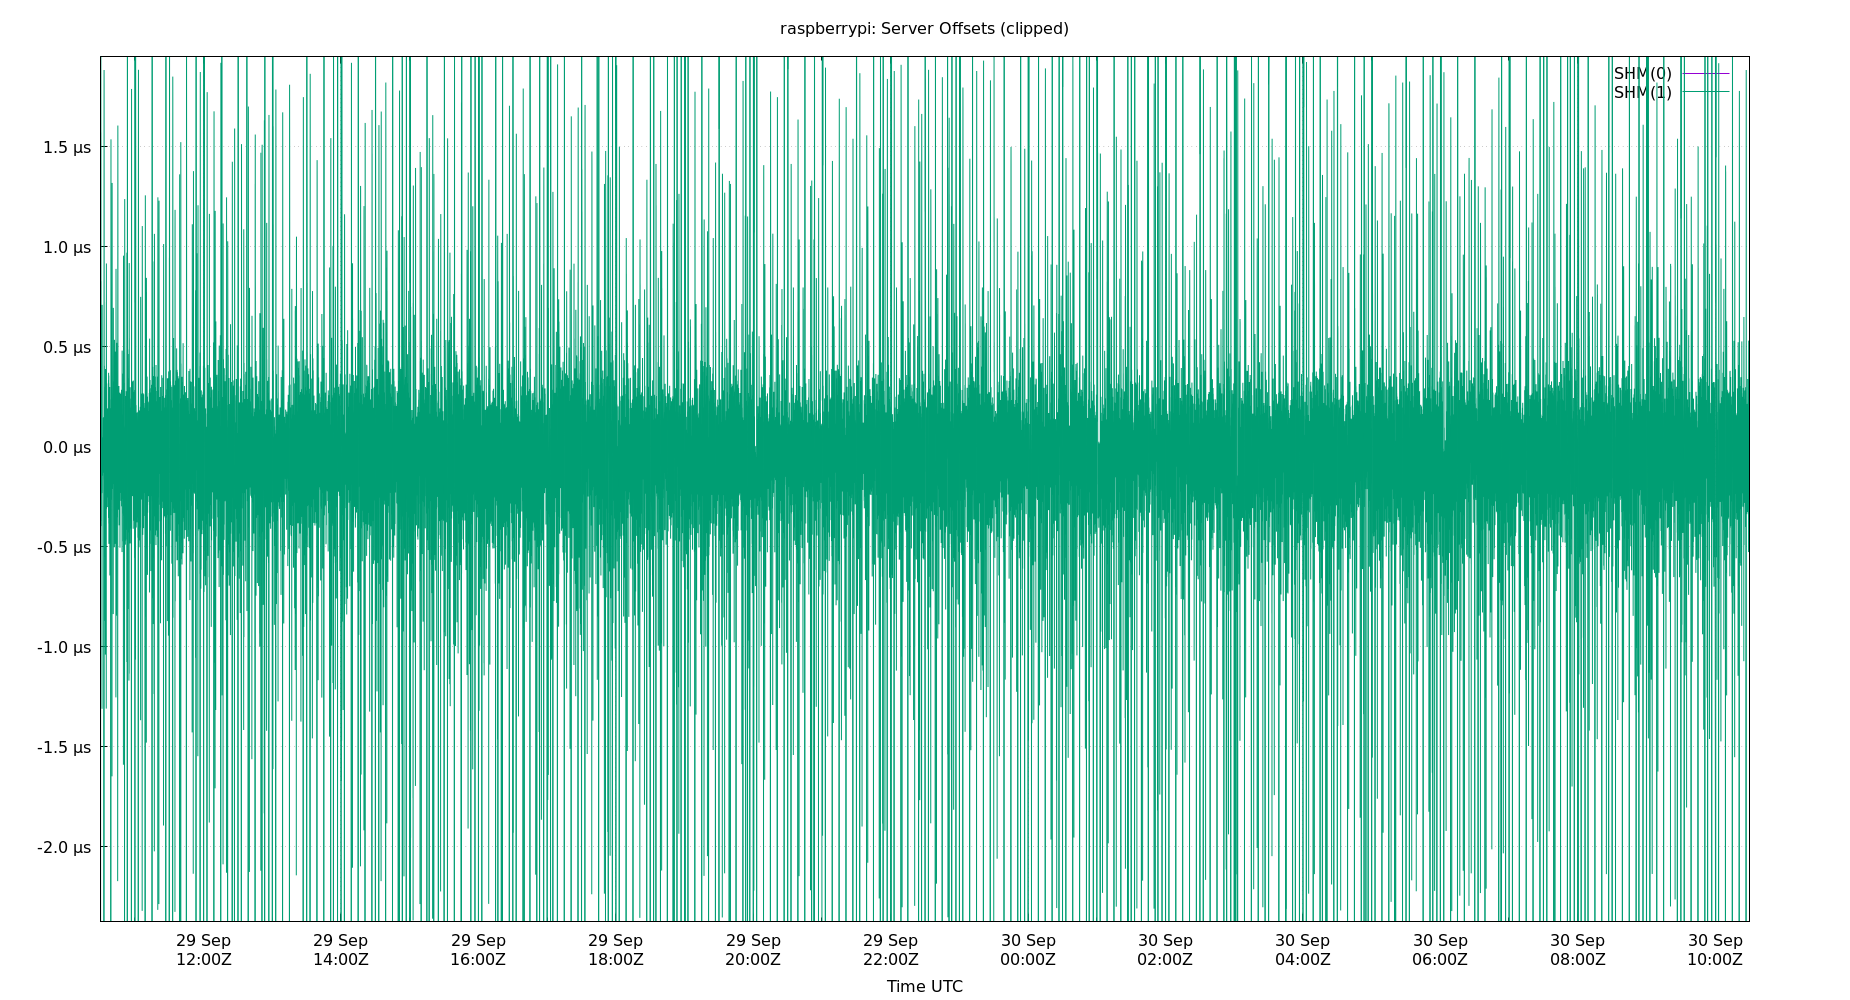 raspberrypi: Server Offsets (clipped)
SHM(0)
SHM(1)
1.5 µs
1.0 µs
0.5 µs
0.0 µs
-0.5 µs
-1.0 µs
-1.5 µs
-2.0 µs
29 Sep 29 Sep 29 Sep 29 Sep 29 Sep 29 Sep 30 Sep 30 Sep 30 Sep 30 Sep 30 Sep 30 Sep
12:00Z 14:00Z 16:00Z 18:00Z 20:00Z 22:00Z 00:00Z 02:00Z 04:00Z 06:00Z 08:00Z 10:00Z
Time UTC